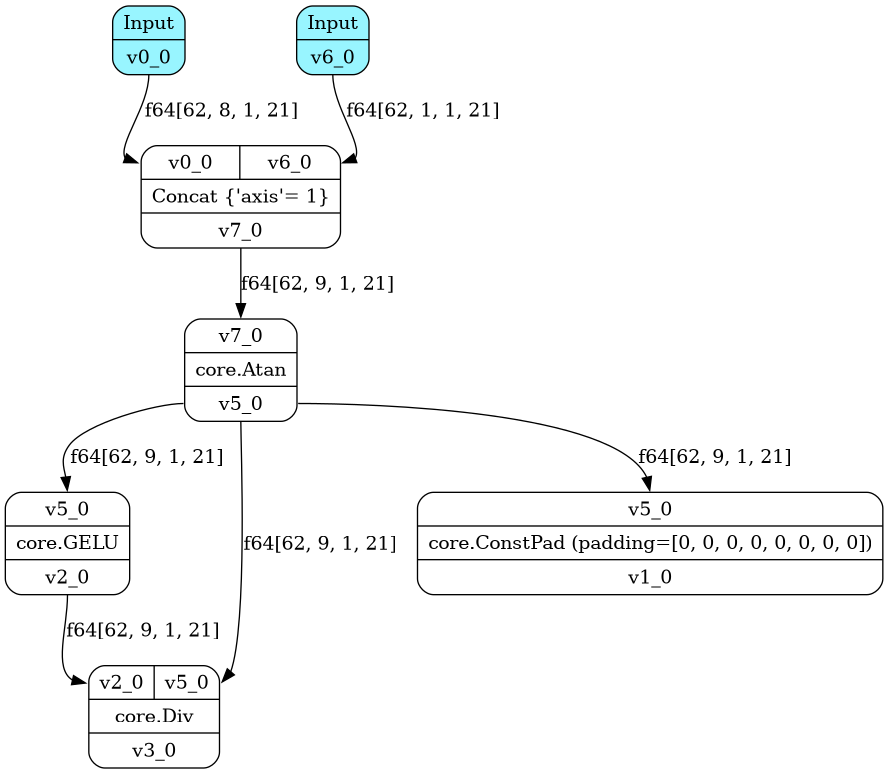 Input
v0_0
Input
v6_0
f64[62, 8, 1, 21]
f64[62, 1, 1, 21]
v0_0
v6_0
Concat {'axis'= 1}
v7_0
f64[62, 9, 1, 21]
v7_0
core.Atan
v5_0
f64[62, 9, 1, 21]
f64[62, 9, 1, 21]
v5_0
core.GELU
v2_0
f64[62, 9, 1, 21]
v5_0
core.ConstPad (padding=[0, 0, 0, 0, 0, 0, 0, 0])
v1_0
f64[62, 9, 1, 21]
v2_0
v5_0
core.Div
v3_0